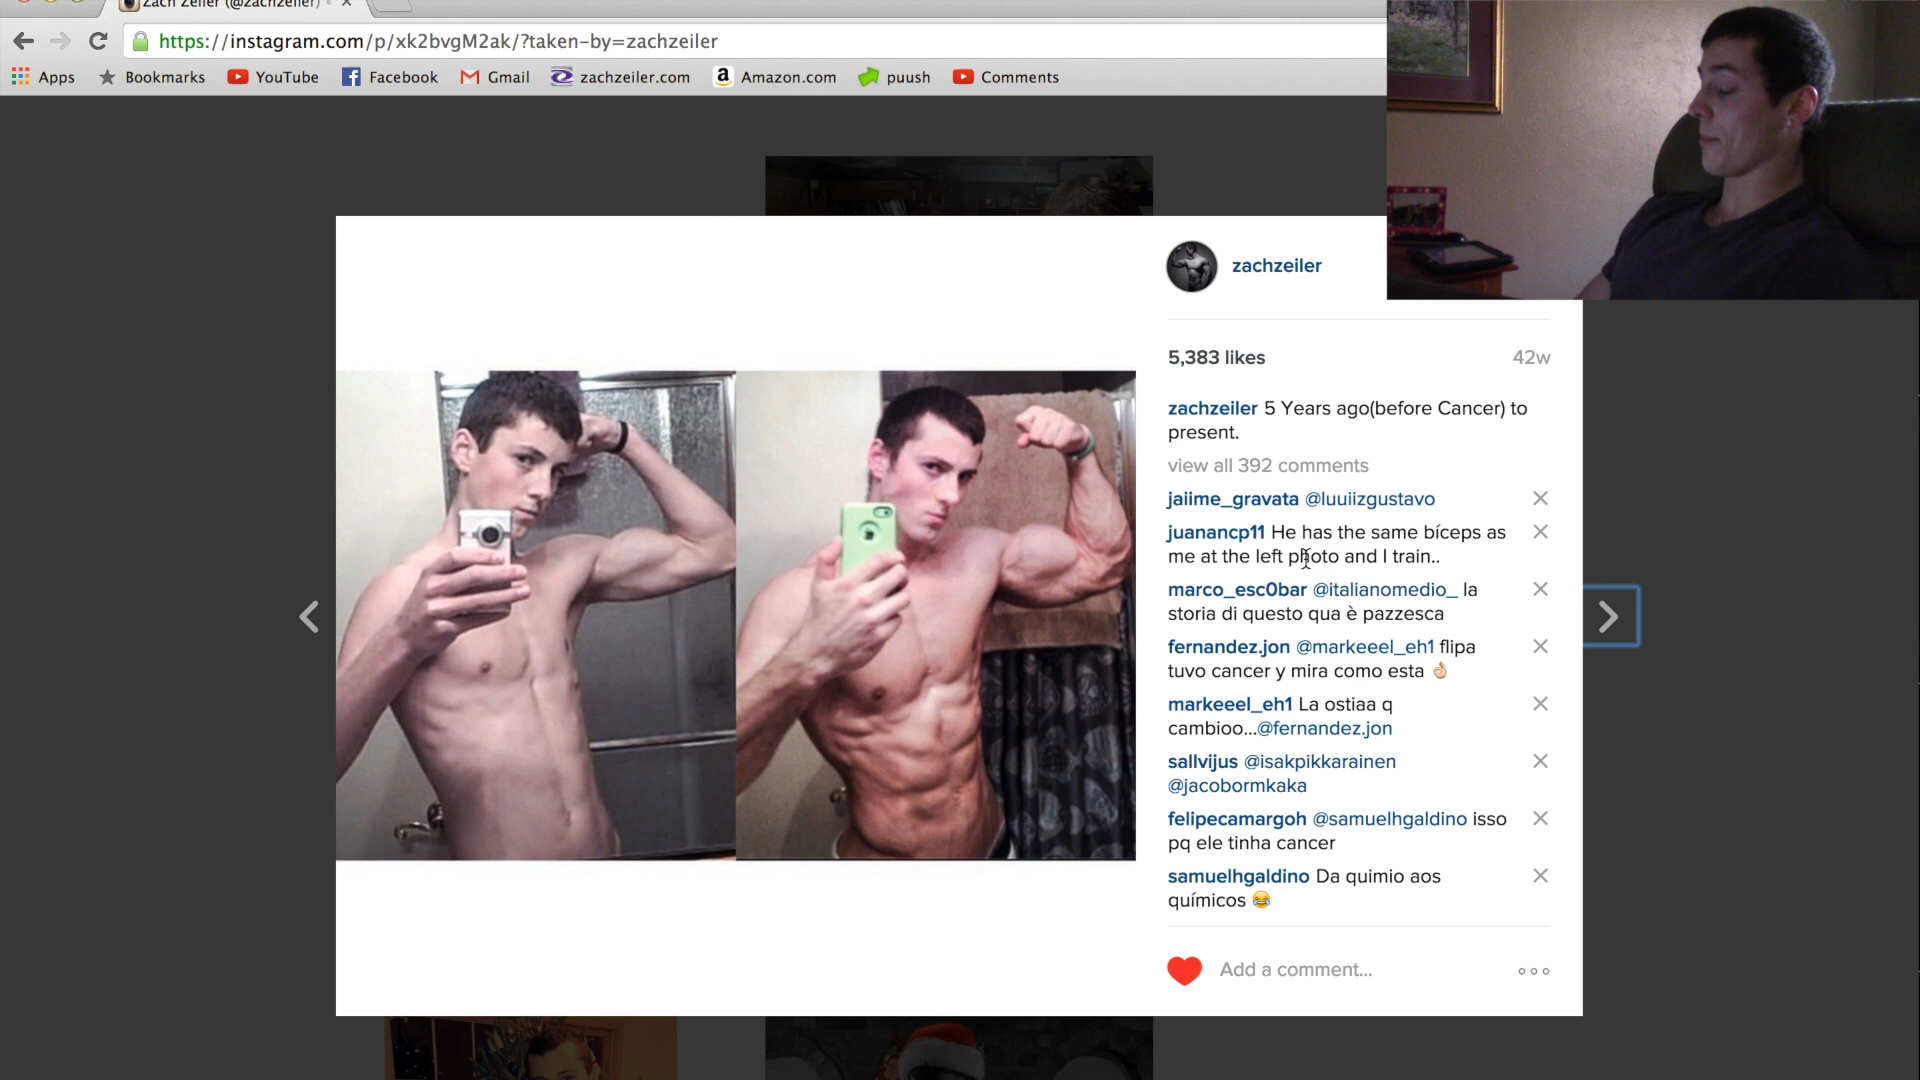 Zach Zeiler (@zachzeiler)
https://instagram.com/p/xk2bvgM2ak/?taken-by=zachzeiler
Apps Bookmarks YouTube Facebook Gmail zachzeiler.com Amazon.com puush Comments
zachzeiler
5,383 likes 42w
zachzeiler 5 Years ago(before Cancer) to
present.
view all 392 comments
jaiime_gravata @luuiizgustavo
juanancp11 He has the same bíceps as
me at the left photo and I train..
marco_esc0bar @italianomedio_ la
storia di questo qua è pazzesca
fernandez.jon @markeeel_eh1 flipa
tuvo cancer y mira como esta 👌🏻
markeeel_eh1 La ostiaa q
cambioo...@fernandez.jon
sallvijus @isakpikkarainen
@jacobormkaka
felipecamargoh @samuelhgaldino isso
pq ele tinha cancer
samuelhgaldino Da quimio aos
químicos 😂
Add a comment...